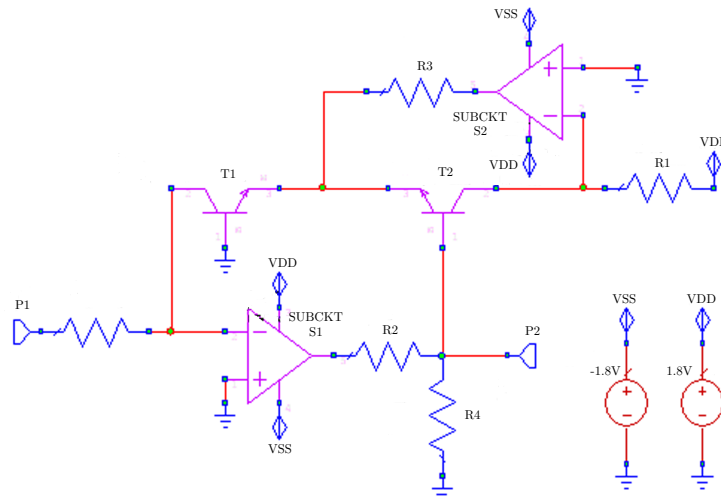 VSS
R3
SUBCKT
S2
VDD
R1
VD
T1
T2
P1
VDD
SUBCKT
S1
R2
P2
VSS
R4
VSS
VDD
-1.8V
1.8V